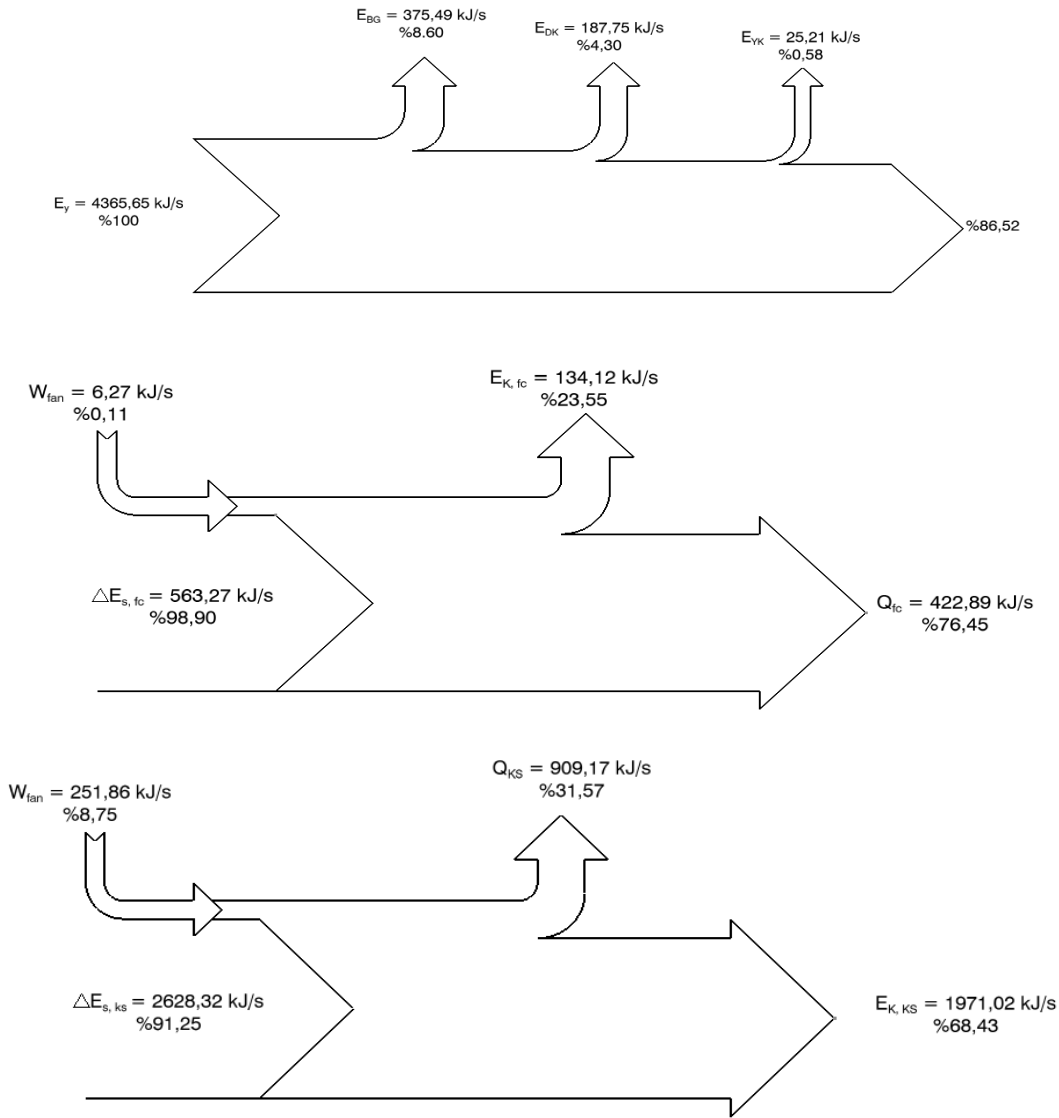 E_BG = 375,49 kJ/s
%8.60
E_DK = 187,75 kJ/s
%4,30
E_YK = 25,21 kJ/s
%0,58
E_y = 4365,65 kJ/s
%100
%86,52
W_fan = 6,27 kJ/s
%0,11
E_K, fc = 134,12 kJ/s
%23,55
△E_s, fc = 563,27 kJ/s
%98,90
Q_fc = 422,89 kJ/s
%76,45
W_fan = 251,86 kJ/s
%8,75
Q_KS = 909,17 kJ/s
%31,57
△E_s, ks = 2628,32 kJ/s
%91,25
E_K, KS = 1971,02 kJ/s
%68,43